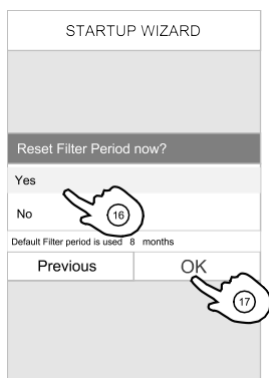 STARTUP WIZARD
Reset Filter Period now?
Yes
No
16
Default Filter period is used 8 months
Previous
OK
17